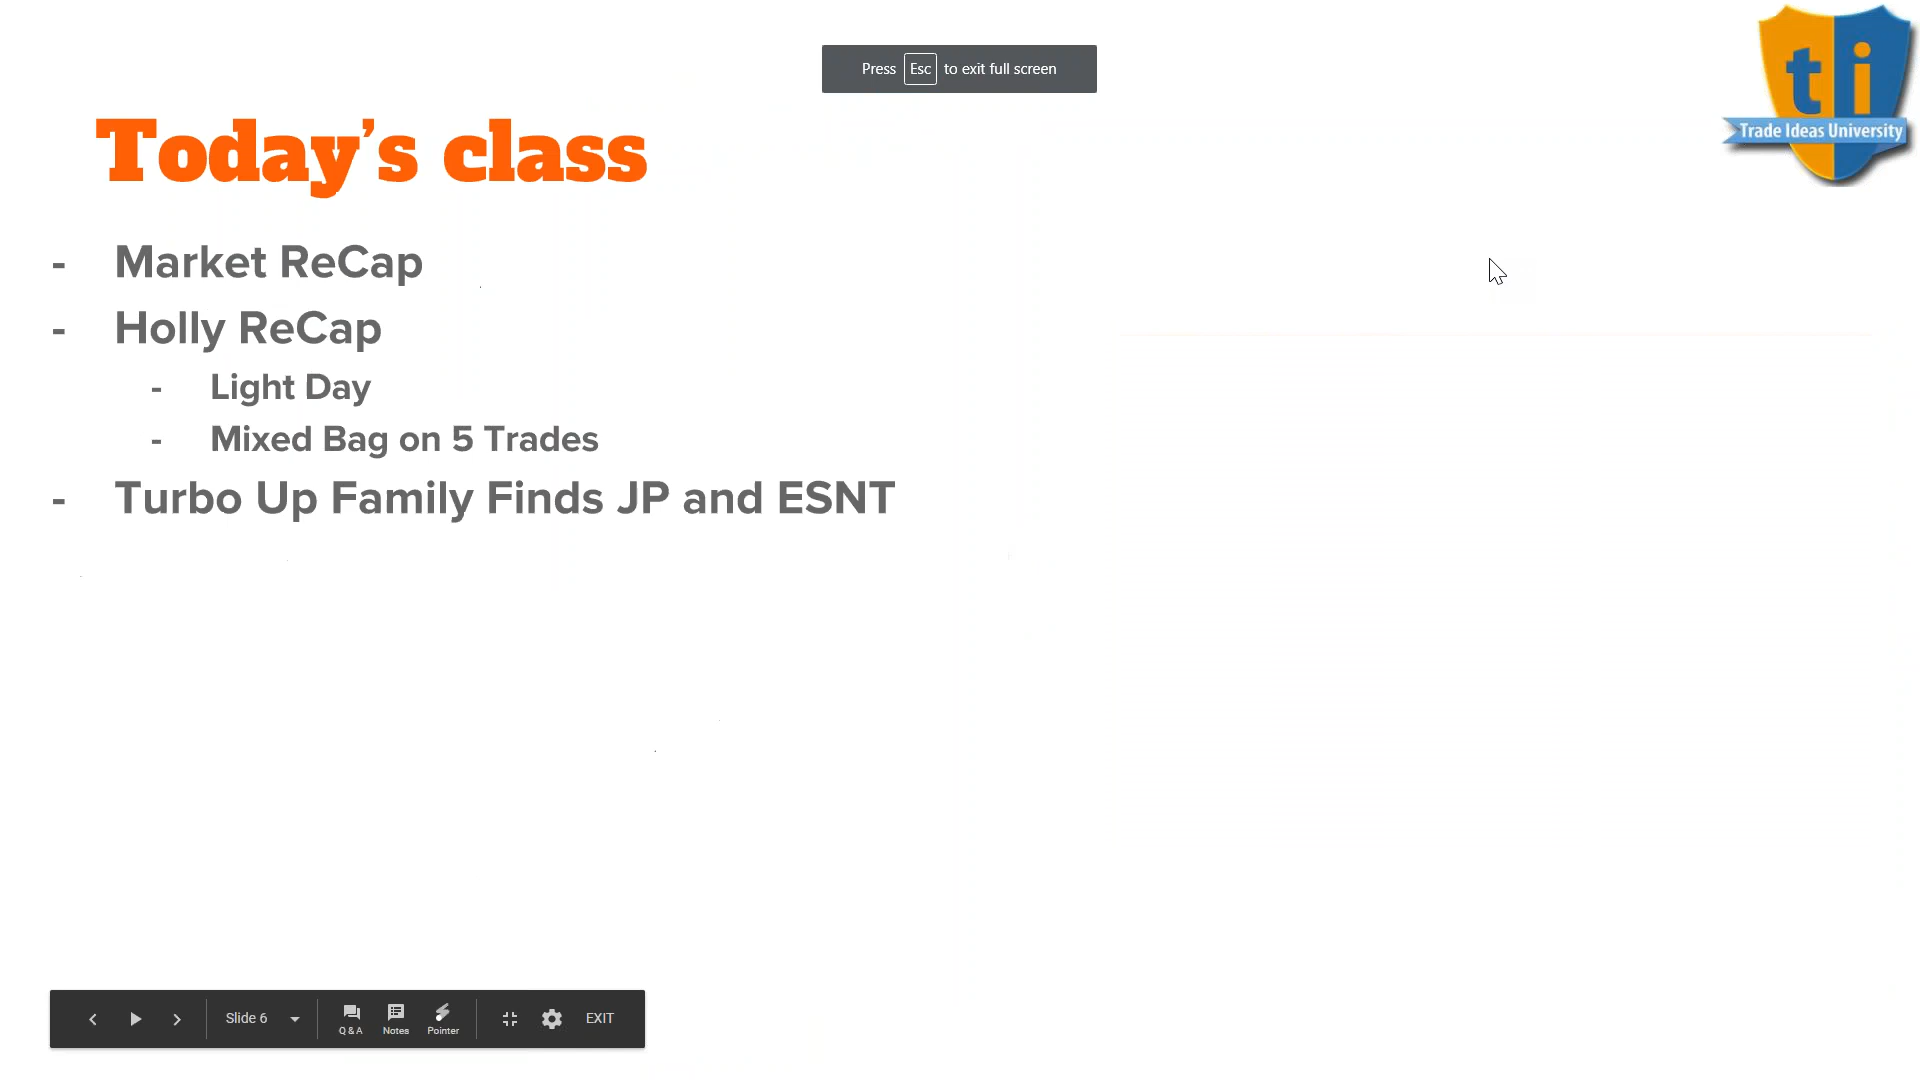 Press Esc to exit full screen
ti
Trade Ideas University
Today's class
- Market ReCap
- Holly ReCap
- Light Day
- Mixed Bag on 5 Trades
- Turbo Up Family Finds JP and ESNT
Slide 6
Q & A
Notes
Pointer
EXIT